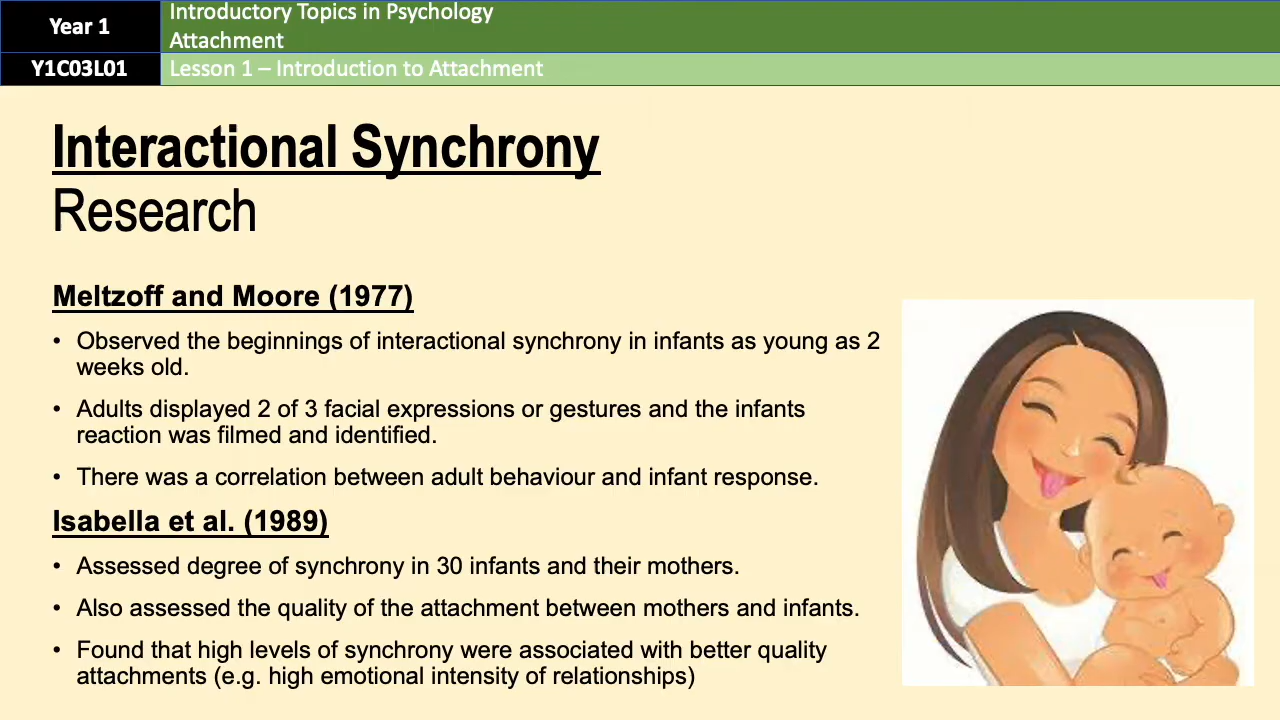 Year 1
Introductory Topics in Psychology
Attachment
Y1C03L01
Lesson 1 – Introduction to Attachment
Interactional Synchrony
Research
Meltzoff and Moore (1977)
• Observed the beginnings of interactional synchrony in infants as young as 2
weeks old.
• Adults displayed 2 of 3 facial expressions or gestures and the infants
reaction was filmed and identified.
• There was a correlation between adult behaviour and infant response.
Isabella et al. (1989)
• Assessed degree of synchrony in 30 infants and their mothers.
• Also assessed the quality of the attachment between mothers and infants.
• Found that high levels of synchrony were associated with better quality
attachments (e.g. high emotional intensity of relationships)